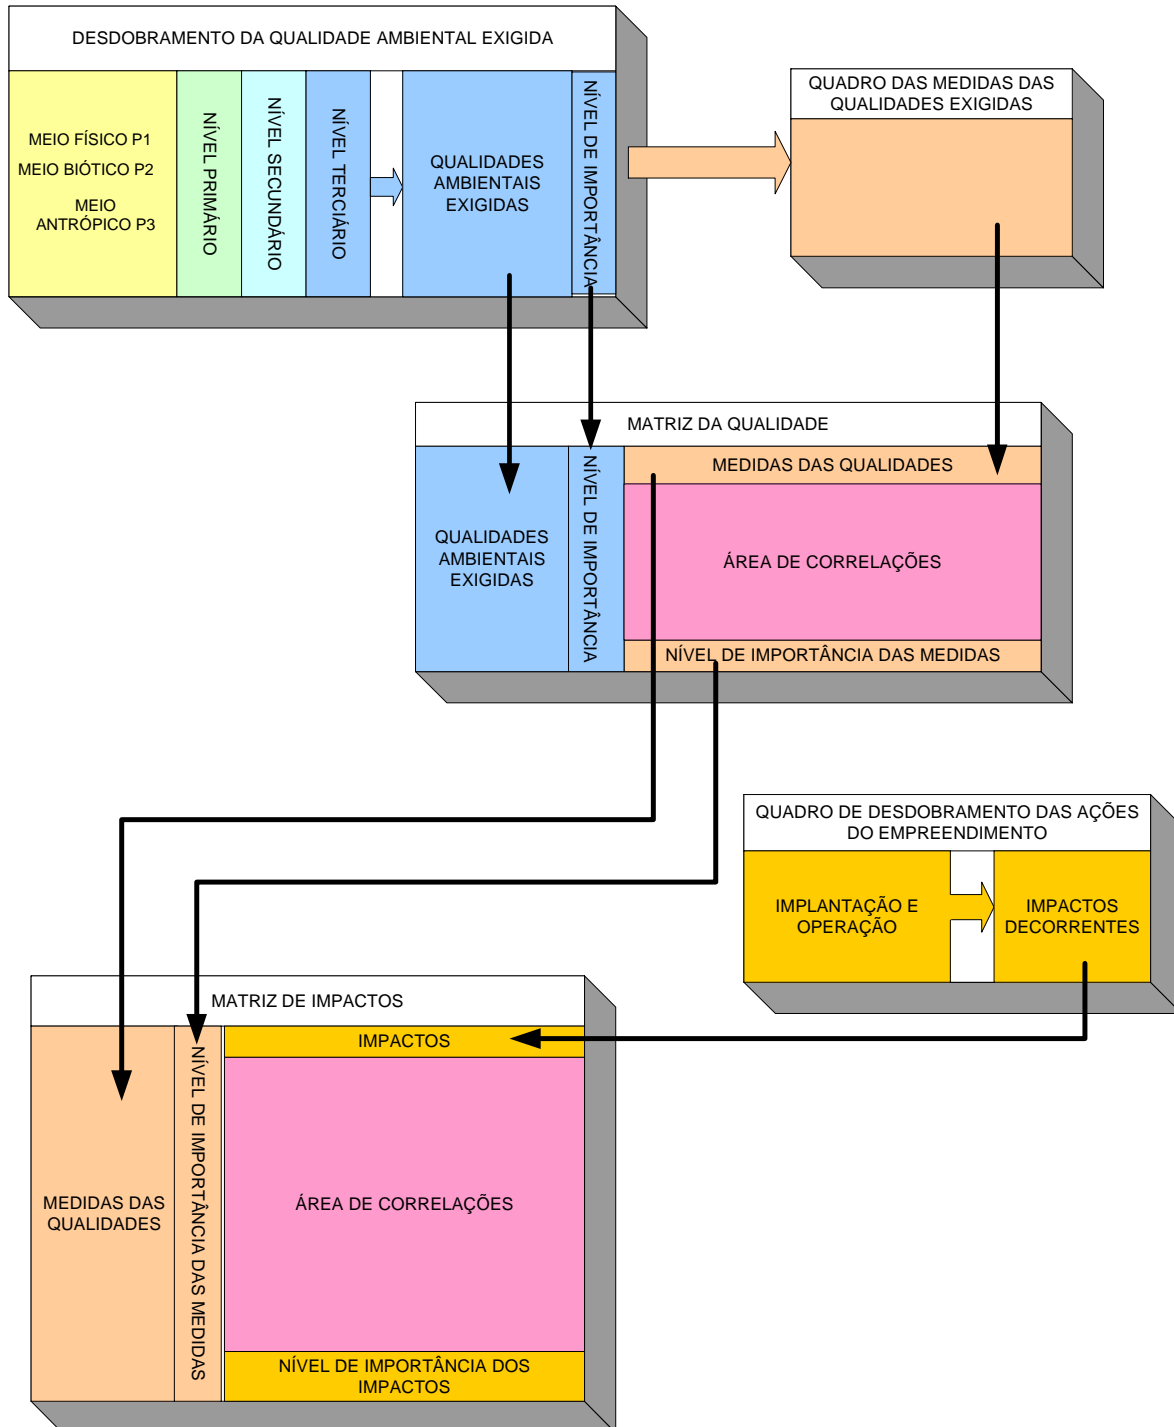 DESDOBRAMENTO DA QUALIDADE AMBIENTAL EXIGIDA
MEIO FÍSICO P1
MEIO BIÓTICO P2
MEIO
ANTRÓPICO P3
NÍVEL PRIMÁRIO
NÍVEL SECUNDÁRIO
NÍVEL TERCIÁRIO
QUALIDADES
AMBIENTAIS
EXIGIDAS
NÍVEL DE IMPORTÂNCIA
QUADRO DAS MEDIDAS DAS
QUALIDADES EXIGIDAS
MATRIZ DA QUALIDADE
QUALIDADES
AMBIENTAIS
EXIGIDAS
NÍVEL DE IMPORTÂNCIA
MEDIDAS DAS QUALIDADES
ÁREA DE CORRELAÇÕES
NÍVEL DE IMPORTÂNCIA DAS MEDIDAS
QUADRO DE DESDOBRAMENTO DAS AÇÕES
DO EMPREENDIMENTO
IMPLANTAÇÃO E
OPERAÇÃO
IMPACTOS
DECORRENTES
MATRIZ DE IMPACTOS
MEDIDAS DAS
QUALIDADES
NÍVEL DE IMPORTÂNCIA DAS MEDIDAS
IMPACTOS
ÁREA DE CORRELAÇÕES
NÍVEL DE IMPORTÂNCIA DOS
IMPACTOS